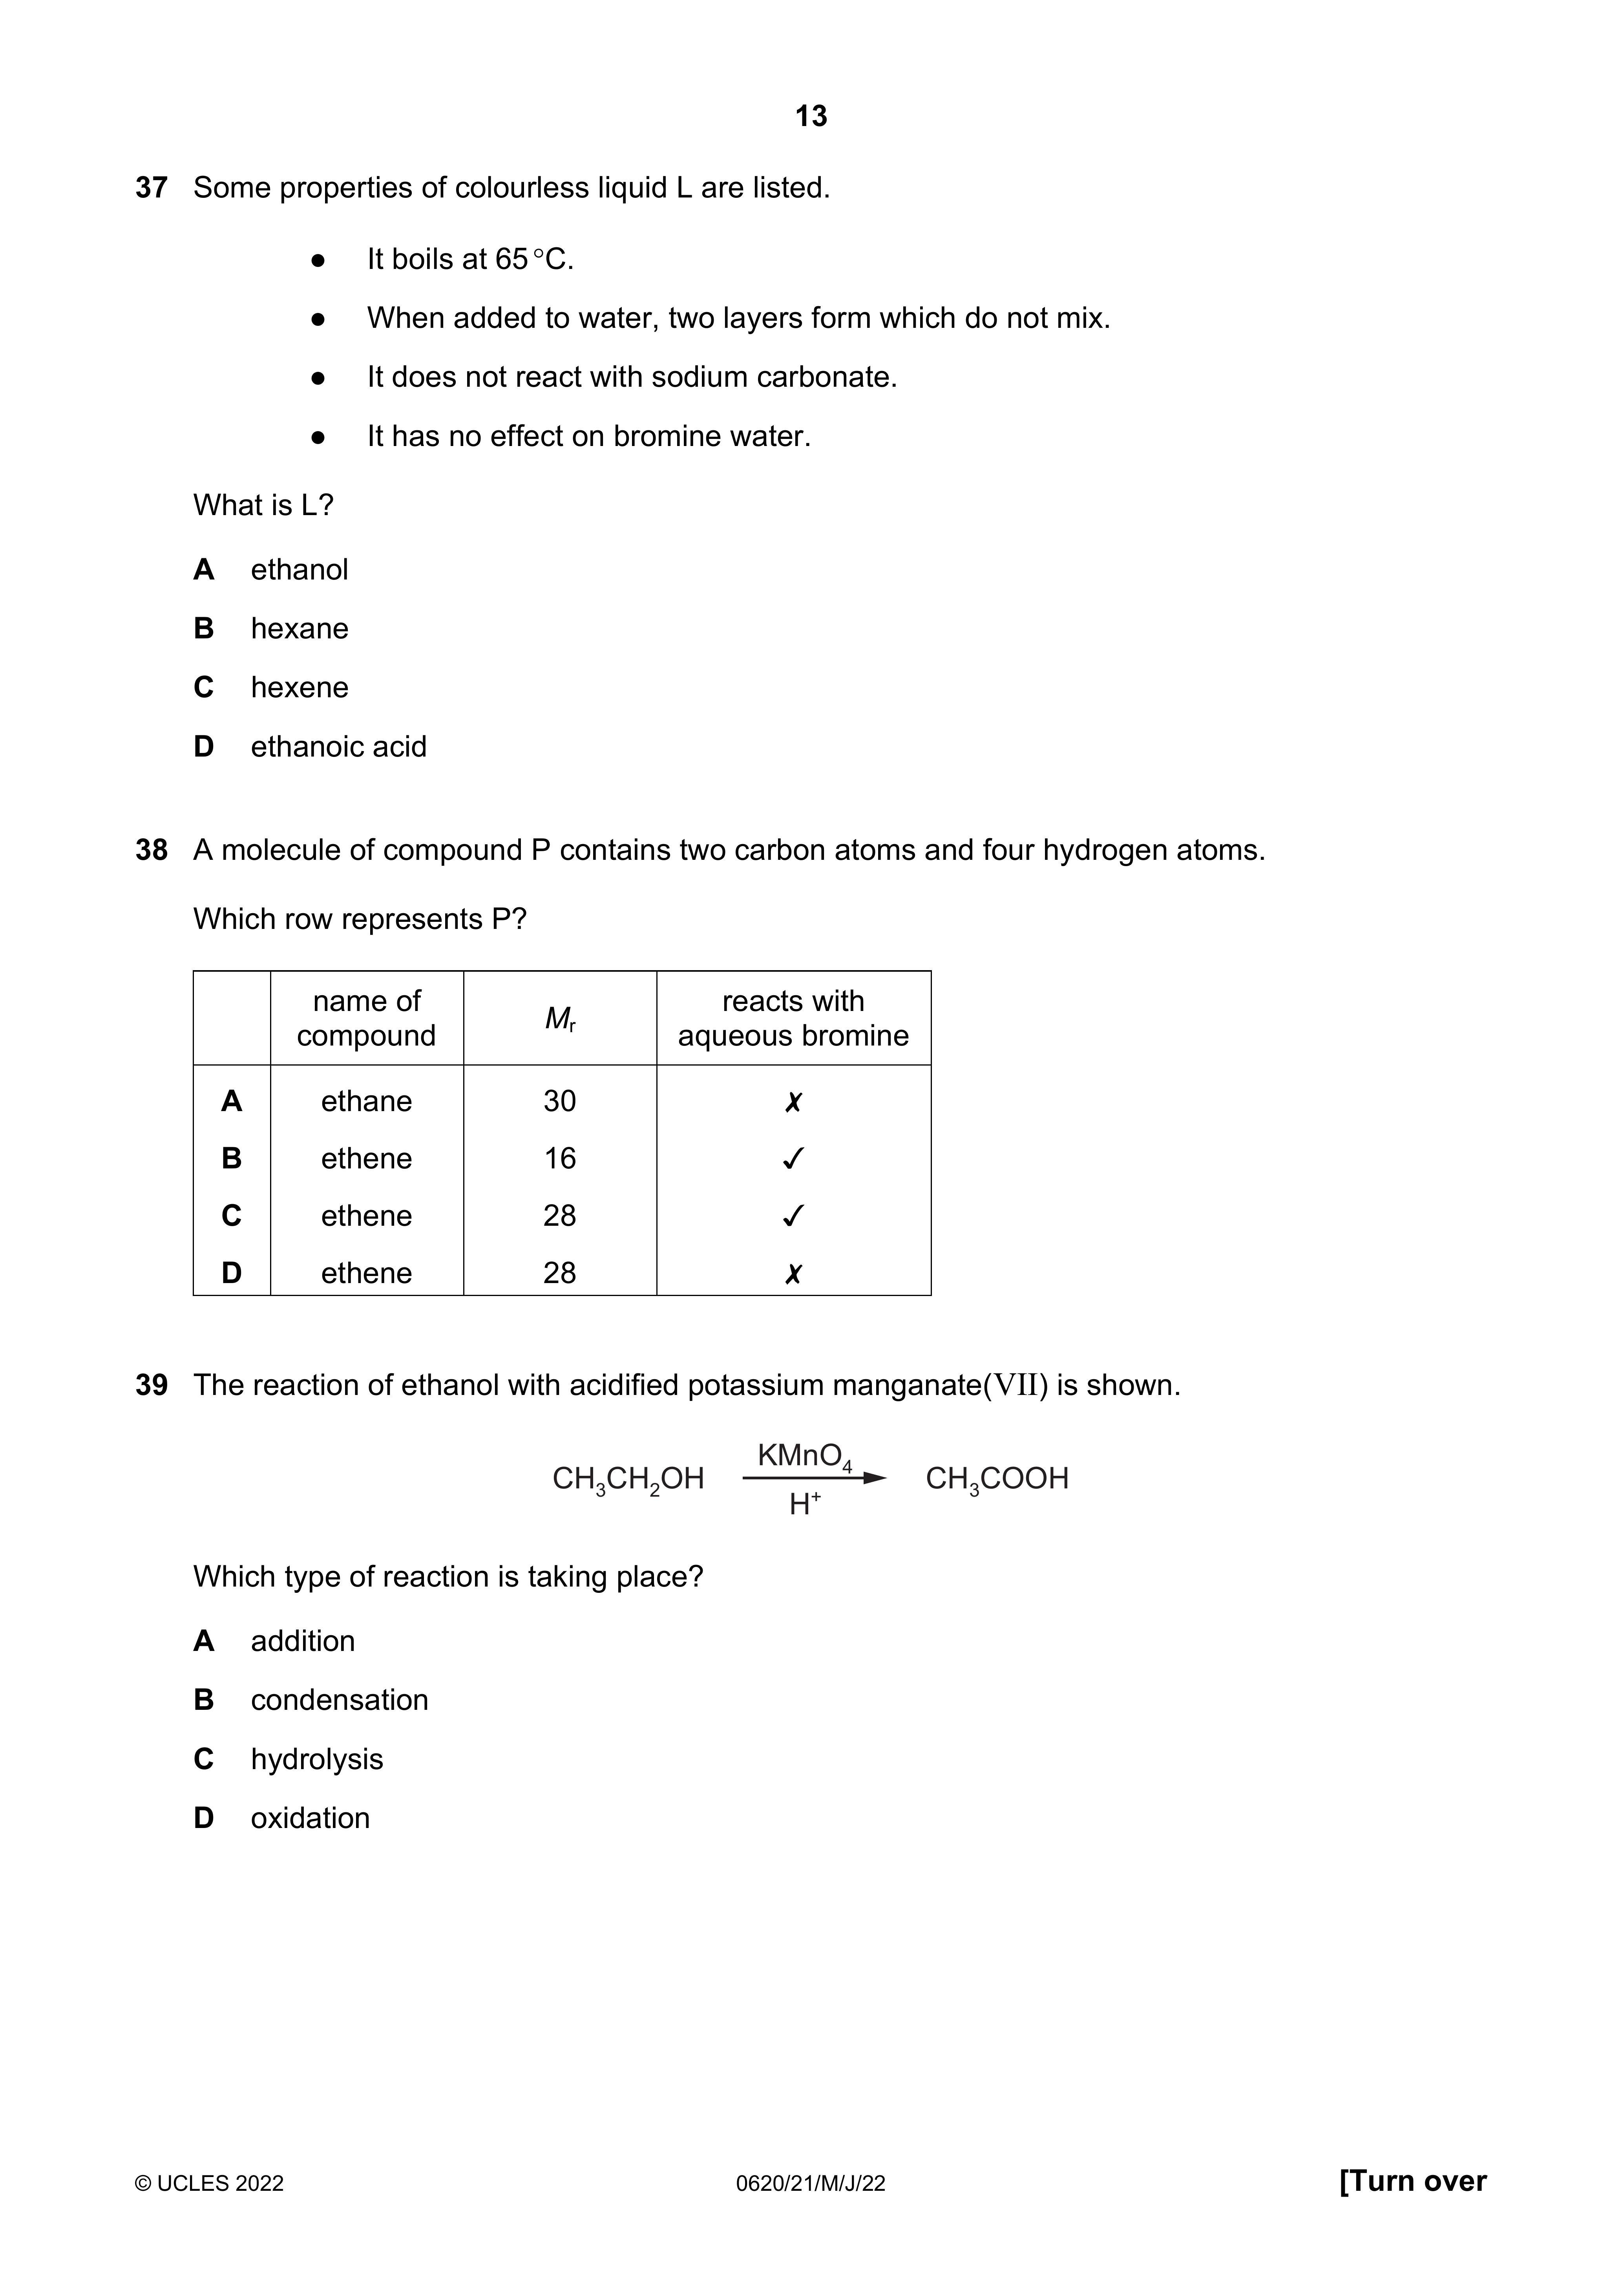 13
37 Some properties of colourless liquid L are listed.
● It boils at 65 °C.
● When added to water, two layers form which do not mix.
● It does not react with sodium carbonate.
● It has no effect on bromine water.
What is L?
A ethanol
B hexane
C hexene
D ethanoic acid
38 A molecule of compound P contains two carbon atoms and four hydrogen atoms.
Which row represents P?
name of compound Mr reacts with aqueous bromine
A ethane 30 ✗
B ethene 16 ✓
C ethene 28 ✓
D ethene 28 ✗
39 The reaction of ethanol with acidified potassium manganate(VII) is shown.
KMnO₄
CH₃CH₂OH → CH₃COOH
H⁺
Which type of reaction is taking place?
A addition
B condensation
C hydrolysis
D oxidation
© UCLES 2022 0620/21/M/J/22 [Turn over